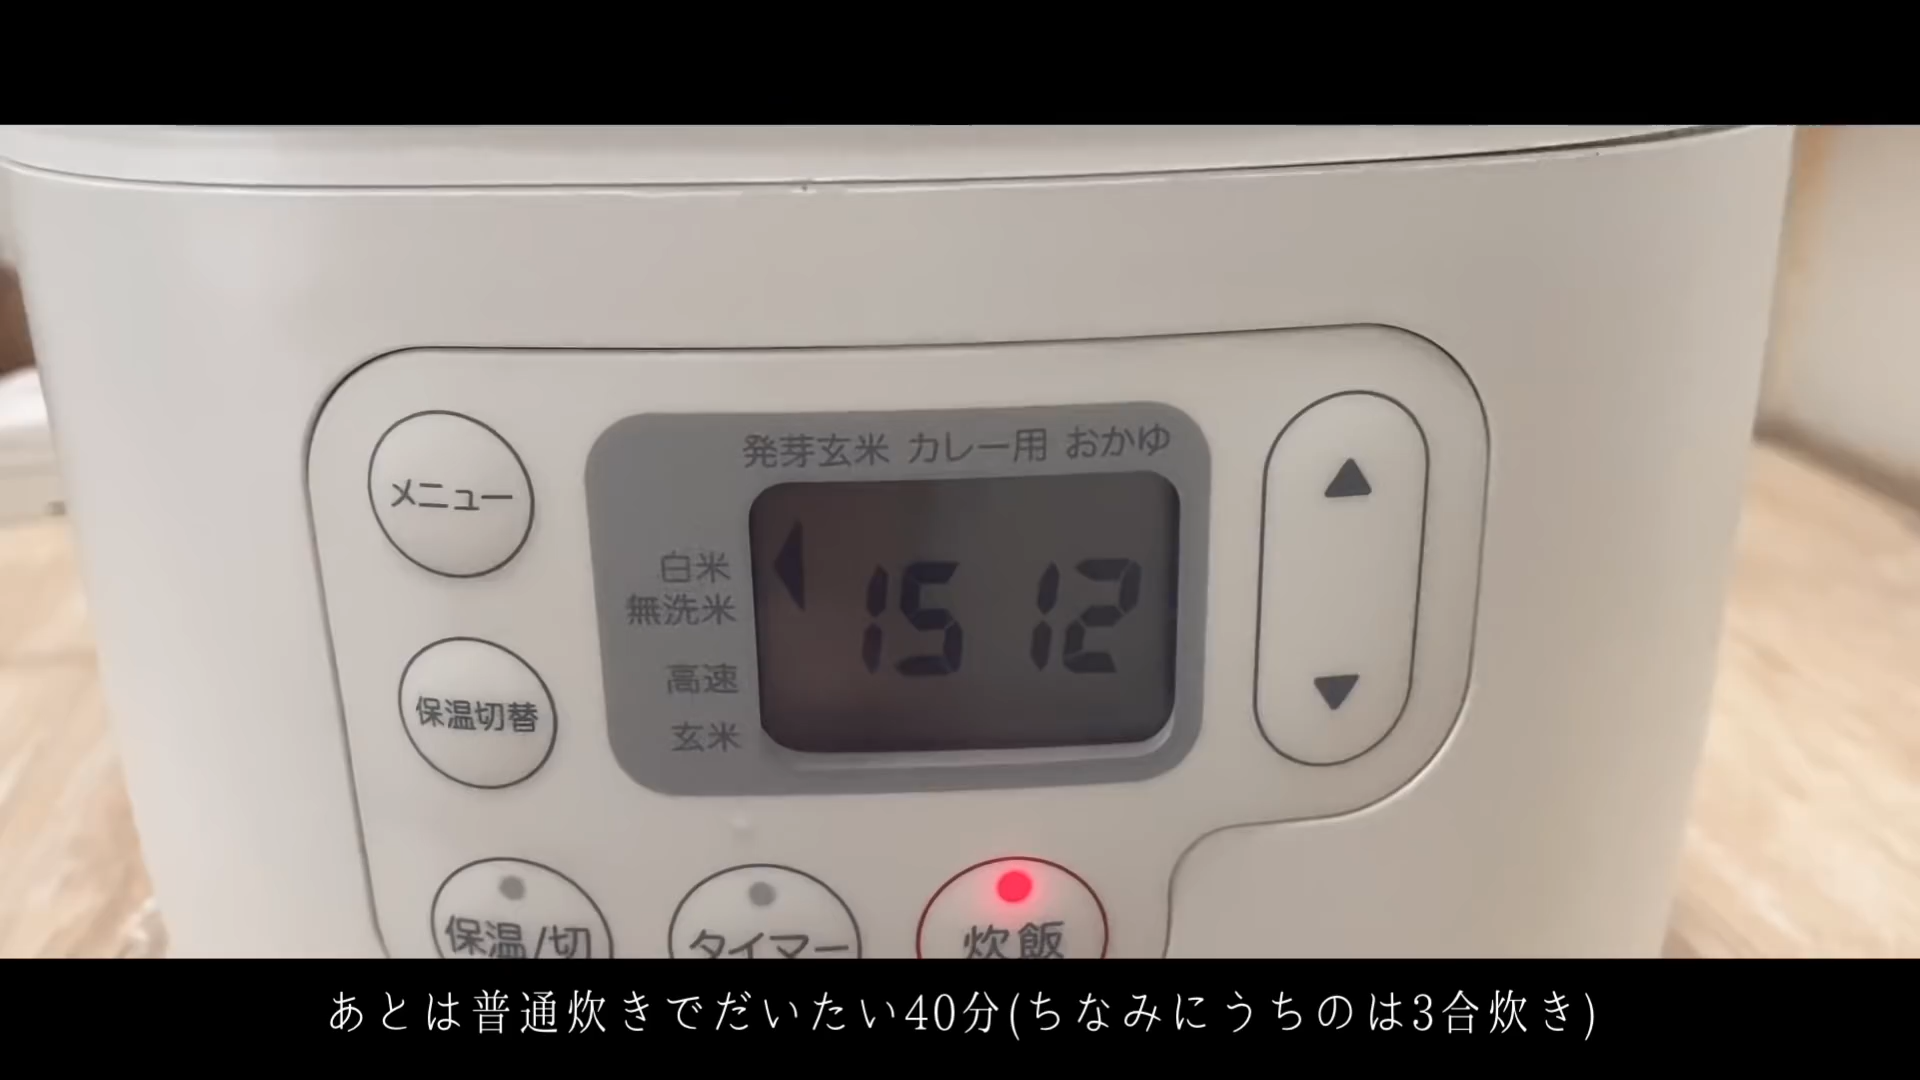 発芽玄米 カレー用 おかゆ
メニュー
白米
無洗米
15 12
保温切替
高速
玄米
保温/切
タイマー
炊飯
あとは普通炊きでだいたい40分(ちなみにうちのは3合炊き)